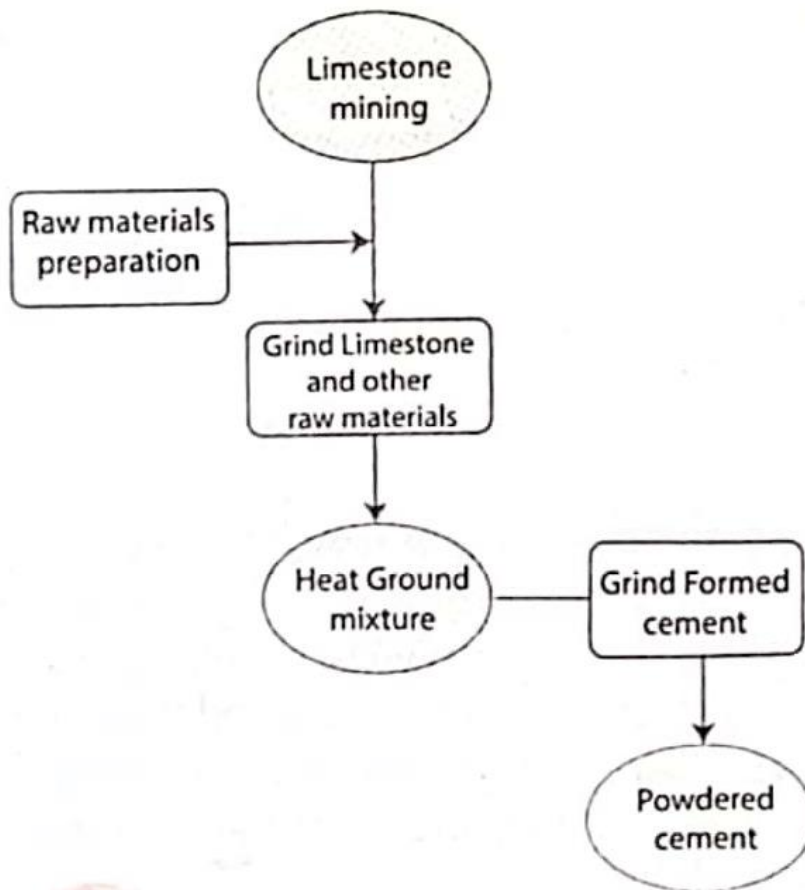 Limestone
mining
Raw materials
preparation
Grind Limestone
and other
raw materials
Heat Ground
mixture
Grind Formed
cement
Powdered
cement